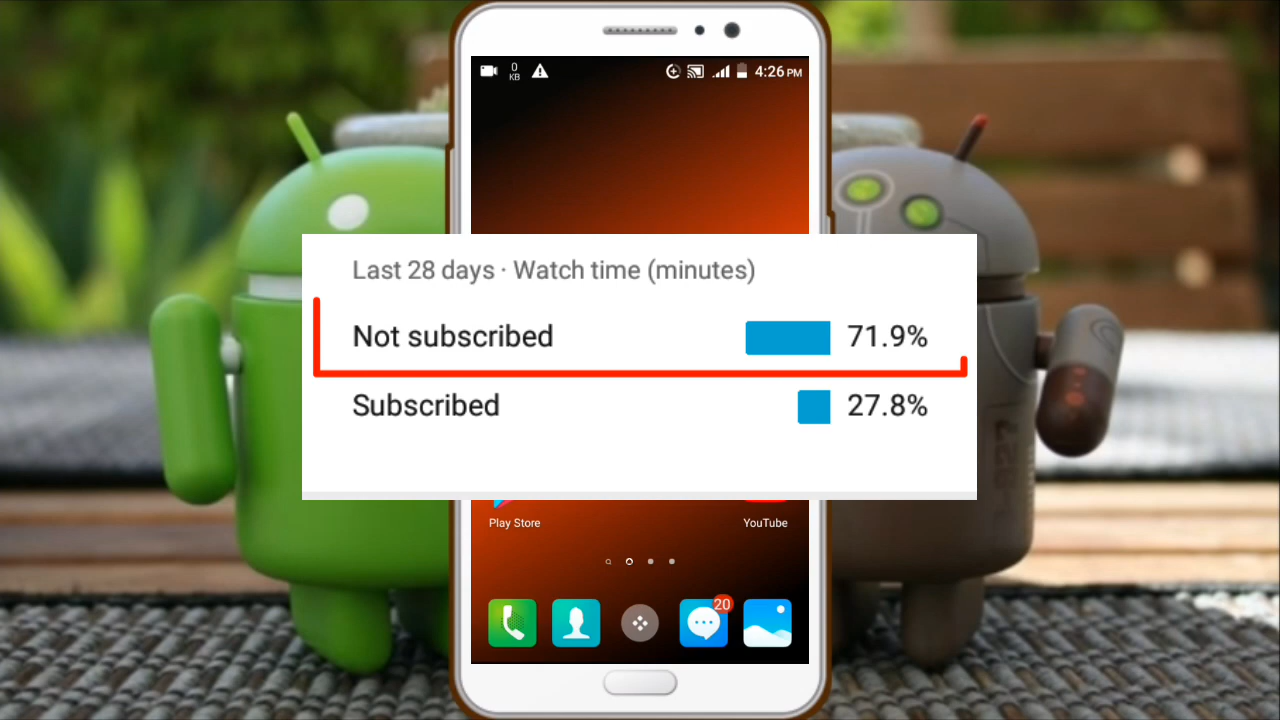 0
KB
4:26 PM
Last 28 days · Watch time (minutes)
Not subscribed 71.9%
Subscribed 27.8%
Play Store YouTube
20